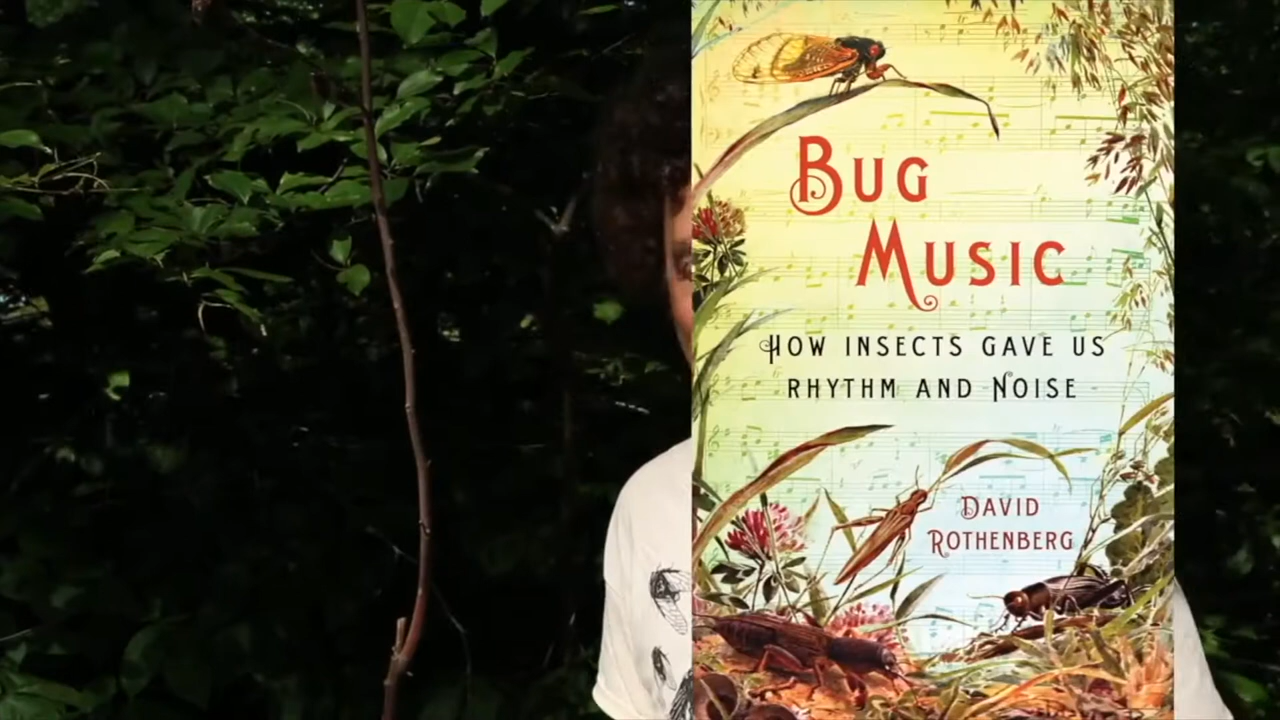 Bug
Music
How insects gave us
rhythm and Noise
David
Rothenberg